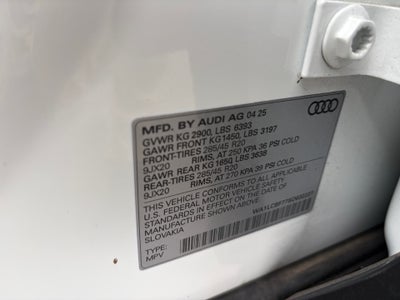 MFD. BY AUDI AG 04 25
GVWR KG 2900, LBS 6393
GAWR FRONT KG 1450, LBS 3197
FRONT-TIRES 285/45 R20
9JX20 RIMS, AT 250 KPA 36 PSI COLD
GAWR REAR KG 1650, LBS 3638
REAR-TIRES 285/45 R20
9JX20 RIMS, AT 270 KPA 39 PSI COLD
THIS VEHICLE CONFORMS TO ALL APPLICABLE
U.S. FEDERAL MOTOR VEHICLE SAFETY
STANDARDS IN EFFECT ON THE DATE OF
MANUFACTURE SHOWN ABOVE.
SLOVAKIA
TYPE:
MPV